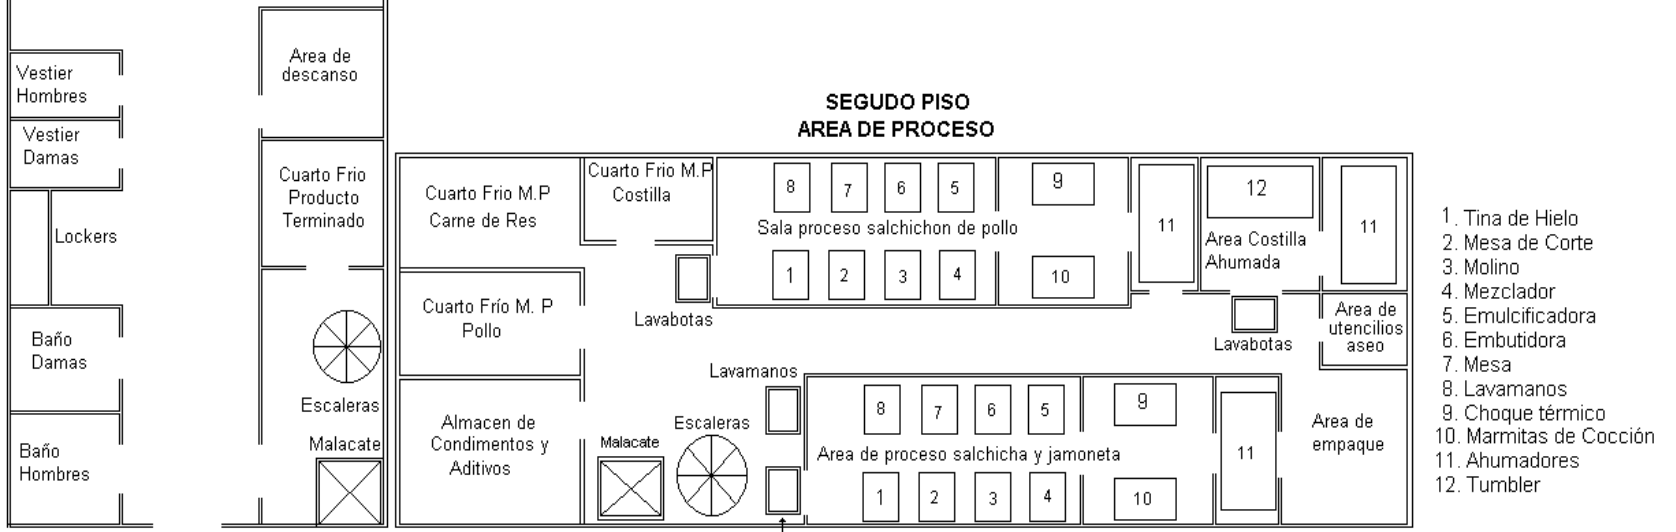 Vestier
Hombres
Vestier
Damas
Lockers
Baño
Damas
Baño
Hombres
Area de
descanso
Cuarto Frio
Producto
Terminado
Escaleras
Malacate
SEGUDO PISO
AREA DE PROCESO
Cuarto Frio M.P
Carne de Res
Cuarto Frio M.P
Costilla
Cuarto Frío M. P
Pollo
Almacen de
Condimentos y
Aditivos
Lavabotas
Malacate
Escaleras
Lavamanos
8 7 6 5
Sala proceso salchichon de pollo
1 2 3 4
9
10
11
12
Area Costilla
Ahumada
11
Lavabotas
Area de
utencilios
aseo
8 7 6 5
Area de proceso salchicha y jamoneta
1 2 3 4
9
10
11
Area de
empaque
1. Tina de Hielo
2. Mesa de Corte
3. Molino
4. Mezclador
5. Emulcificadora
6. Embutidora
7. Mesa
8. Lavamanos
9. Choque térmico
10. Marmitas de Cocción
11. Ahumadores
12. Tumbler